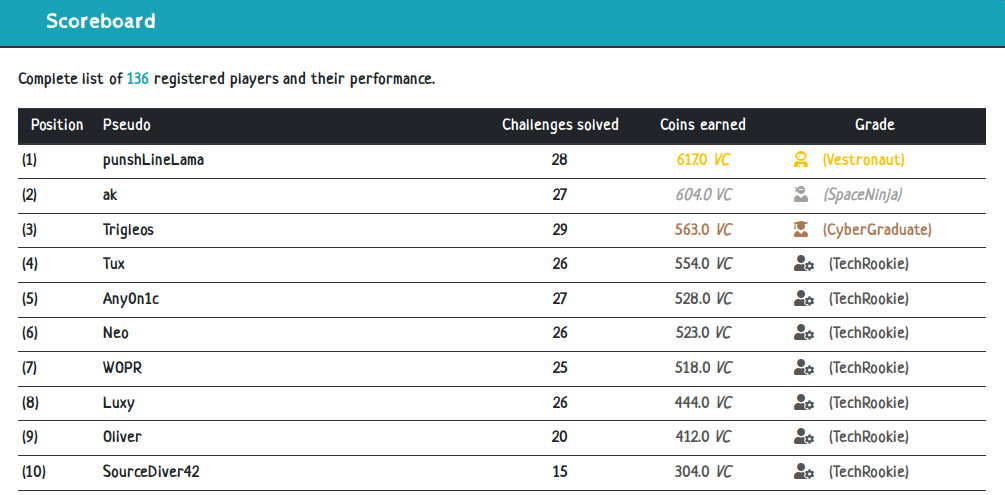 Scoreboard
Complete list of 136 registered players and their performance.
Position Pseudo Challenges solved Coins earned Grade
(1) punshLineLama 28 617.0 VC (Vestronaut)
(2) ak 27 604.0 VC (SpaceNinja)
(3) Trigleos 29 563.0 VC (CyberGraduate)
(4) Tux 26 554.0 VC (TechRookie)
(5) Any0n1c 27 528.0 VC (TechRookie)
(6) Neo 26 523.0 VC (TechRookie)
(7) W0PR 25 518.0 VC (TechRookie)
(8) Luxy 26 444.0 VC (TechRookie)
(9) Oliver 20 412.0 VC (TechRookie)
(10) SourceDiver42 15 304.0 VC (TechRookie)